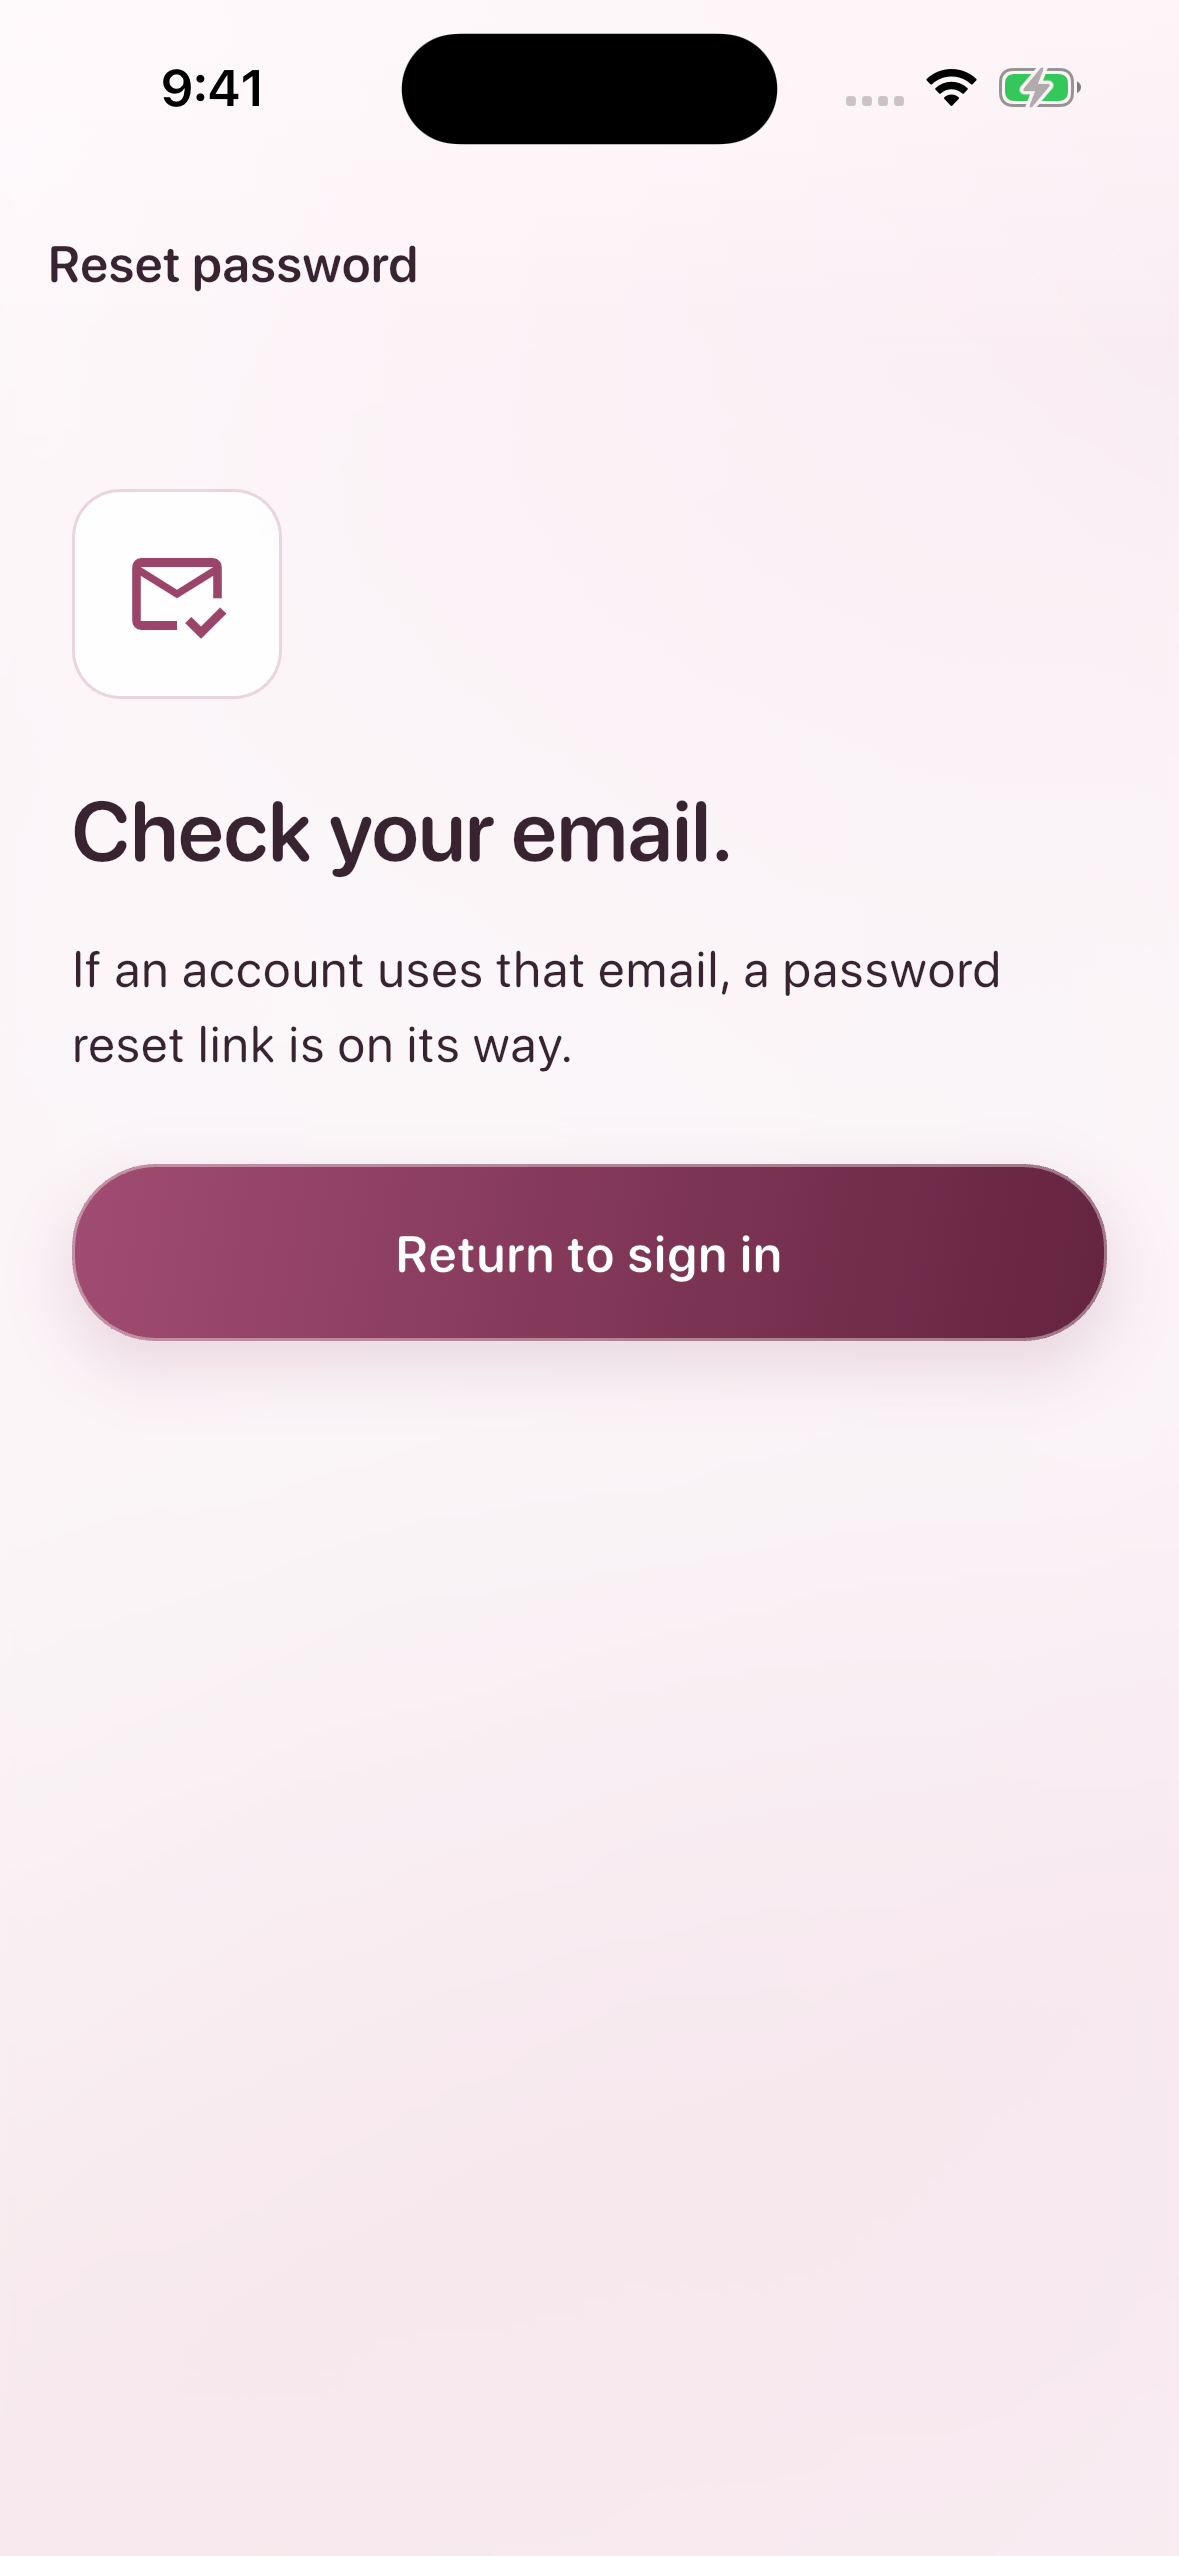 9:41
Reset password
Check your email.
If an account uses that email, a password
reset link is on its way.
Return to sign in